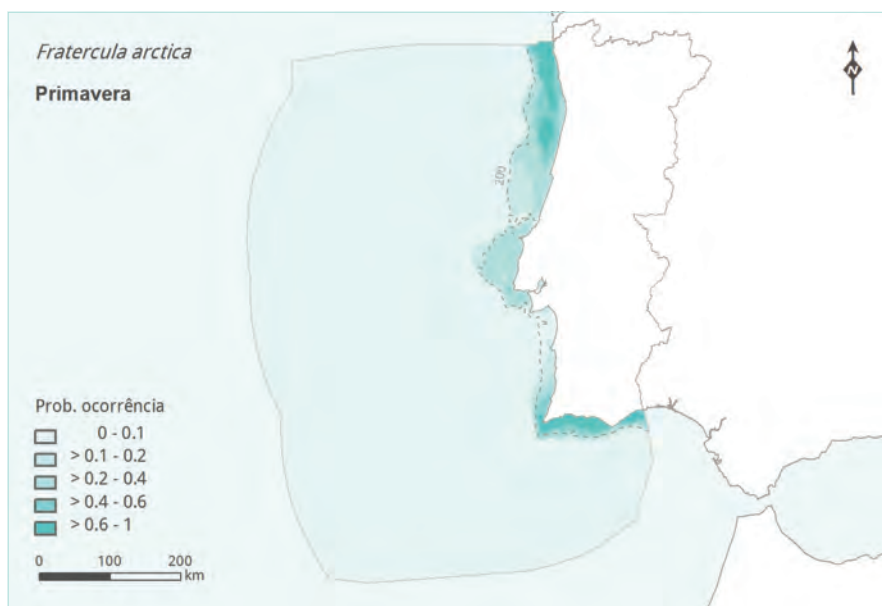 Fratercula arctica
Primavera
N
200
Prob. ocorrência
0 - 0.1
> 0.1 - 0.2
> 0.2 - 0.4
> 0.4 - 0.6
> 0.6 - 1
0 100 200
km